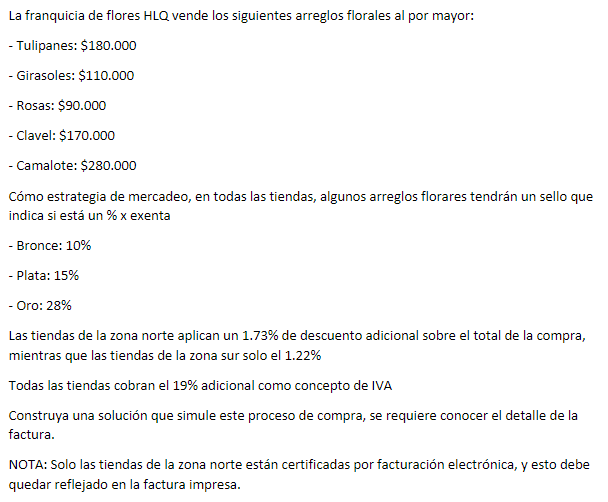 La franquicia de flores HLQ vende los siguientes arreglos florales al por mayor:
- Tulipanes: $180.000
- Girasoles: $110.000
- Rosas: $90.000
- Clavel: $170.000
- Camalote: $280.000
Cómo estrategia de mercadeo, en todas las tiendas, algunos arreglos florares tendrán un sello que
indica si está un % x exenta
- Bronce: 10%
- Plata: 15%
- Oro: 28%
Las tiendas de la zona norte aplican un 1.73% de descuento adicional sobre el total de la compra,
mientras que las tiendas de la zona sur solo el 1.22%
Todas las tiendas cobran el 19% adicional como concepto de IVA
Construya una solución que simule este proceso de compra, se requiere conocer el detalle de la
factura.
NOTA: Solo las tiendas de la zona norte están certificadas por facturación electrónica, y esto debe
quedar reflejado en la factura impresa.